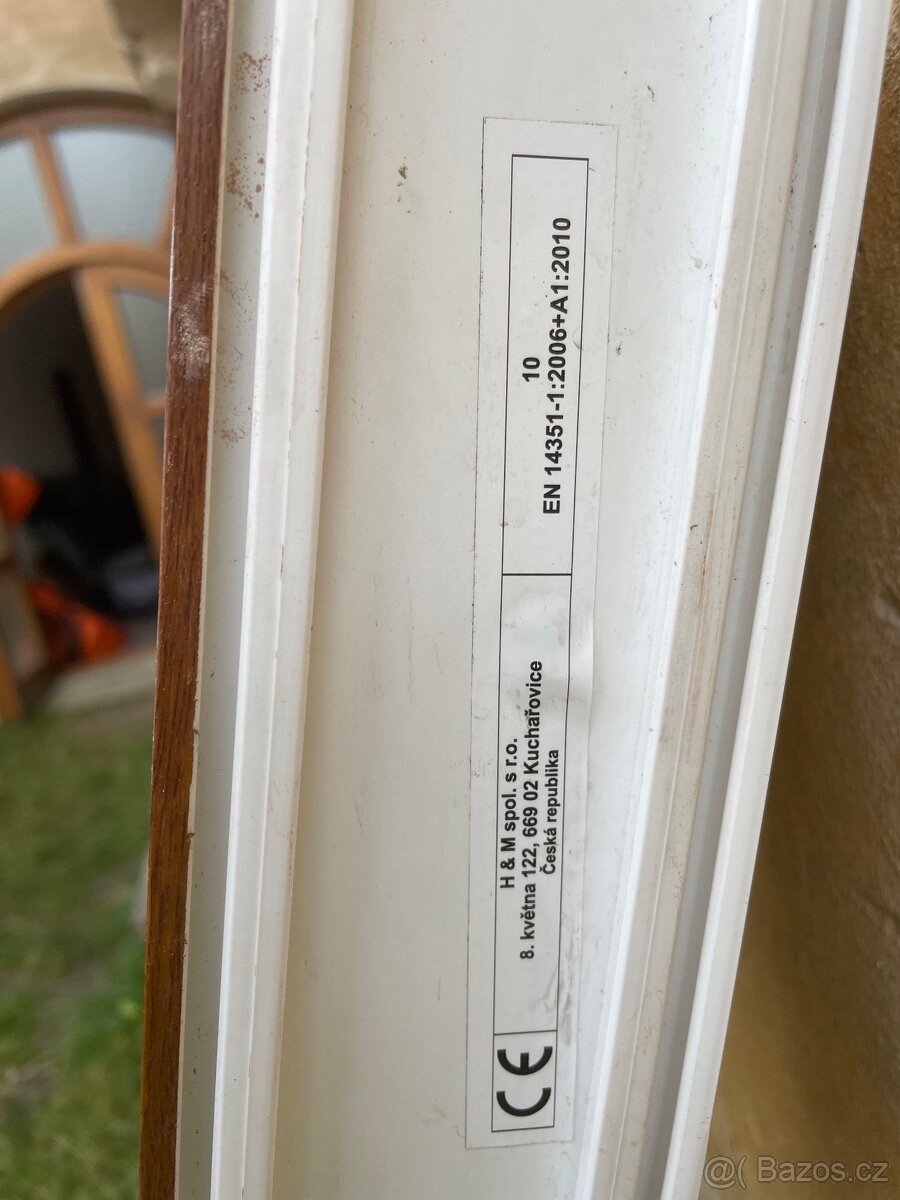 CE
H & M spol. s r.o.
8. května 122, 669 02 Kuchařovice
Česká republika
10
EN 14351-1:2006+A1:2010
@( Bazos.cz